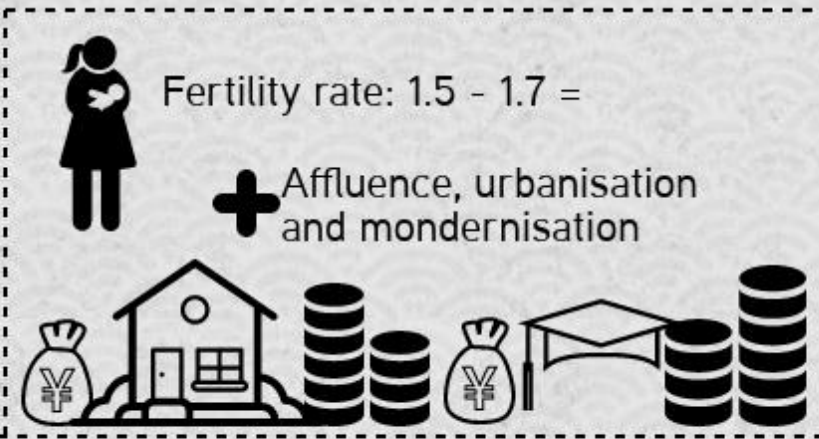 Fertility rate: 1.5 - 1.7 =
Affluence, urbanisation
and mondernisation
¥
¥